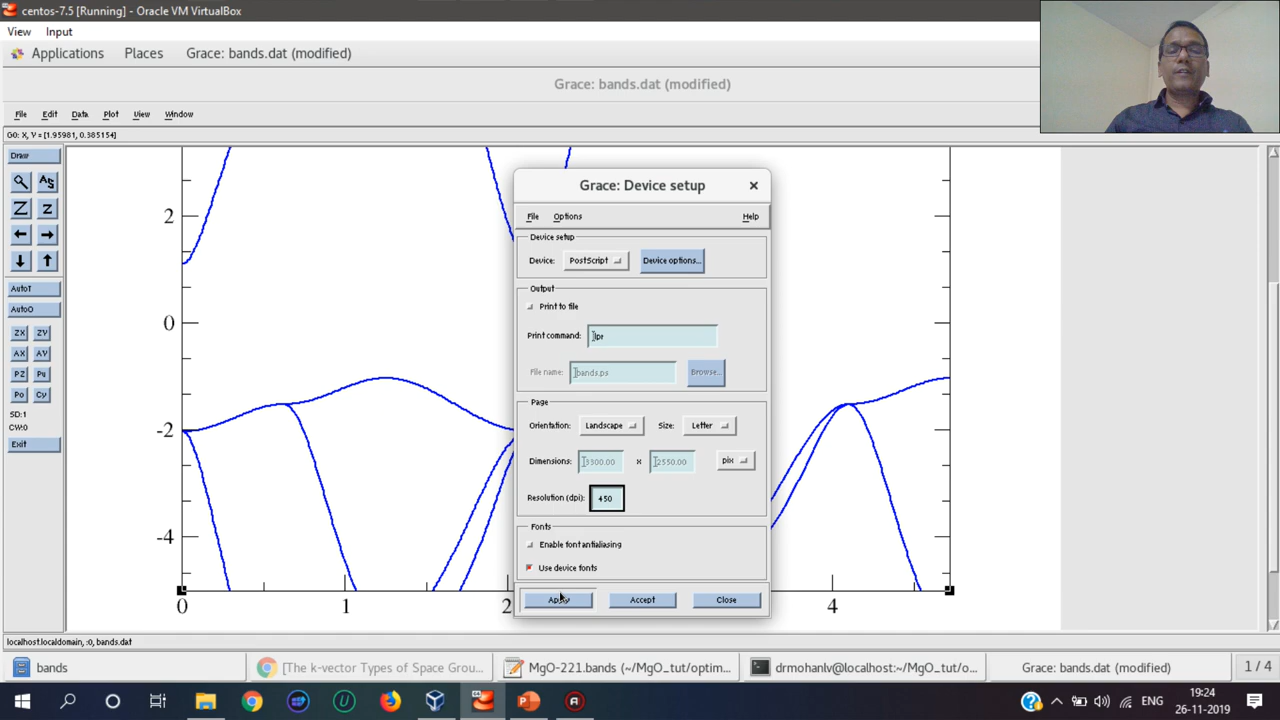 centos-7.5 [Running] - Oracle VM VirtualBox
View Input
Applications Places Grace: bands.dat (modified)
Grace: bands.dat (modified)
File Edit Data Plot View Window
G0: X, Y = [1.95981, 0.385154]
Draw
AS
Z z
AutoT
AutoO
ZX ZY
AX AY
PZ Pu
Po Cy
SD:1
CW:0
Exit
2
0
-2
-4
0 1 2 4
Grace: Device setup
File Options Help
Device setup
Device: PostScript Device options...
Output
Print to file
Print command: lpr
File name: bands.ps Browse...
Page
Orientation: Landscape Size: Letter
Dimensions: 3300.00 x 2550.00 pix
Resolution (dpi): 450
Fonts
Enable font antialiasing
Use device fonts
Apply Accept Close
localhost.localdomain, :0, bands.dat
bands [The k-vector Types of Space Grou... MgO-221.bands (~/MgO_tut/optim... drmohanlv@localhost:~/MgO_tut/o... Grace: bands.dat (modified) 1 / 4
ENG 19:24
26-11-2019